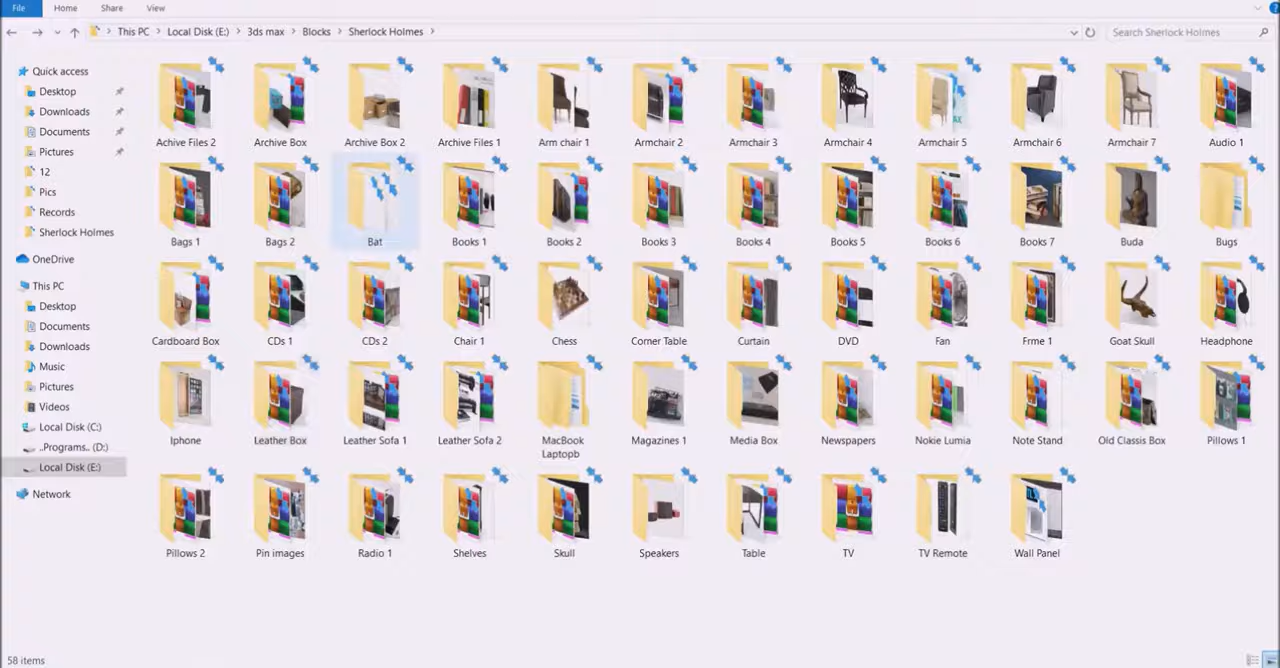 File Home Share View
This PC Local Disk (E:) 3ds max Blocks Sherlock Holmes
Search Sherlock Holmes
Quick access
Desktop
Downloads
Documents
Pictures
12
Pics
Records
Sherlock Holmes
OneDrive
This PC
Desktop
Documents
Downloads
Music
Pictures
Videos
Local Disk (C:)
..Programs.. (D:)
Local Disk (E:)
Network
Achive Files 2 Archive Box Archive Box 2 Archive Files 1 Arm chair 1 Armchair 2 Armchair 3 Armchair 4 Armchair 5 Armchair 6 Armchair 7 Audio 1
Bags 1 Bags 2 Bat Books 1 Books 2 Books 3 Books 4 Books 5 Books 6 Books 7 Buda Bugs
Cardboard Box CDs 1 CDs 2 Chair 1 Chess Corner Table Curtain DVD Fan Frme 1 Goat Skull Headphone
Iphone Leather Box Leather Sofa 1 Leather Sofa 2 MacBook Magazines 1 Media Box Newspapers Nokie Lumia Note Stand Old Classis Box Pillows 1
Laptopb
Pillows 2 Pin images Radio 1 Shelves Skull Speakers Table TV TV Remote Wall Panel
58 items